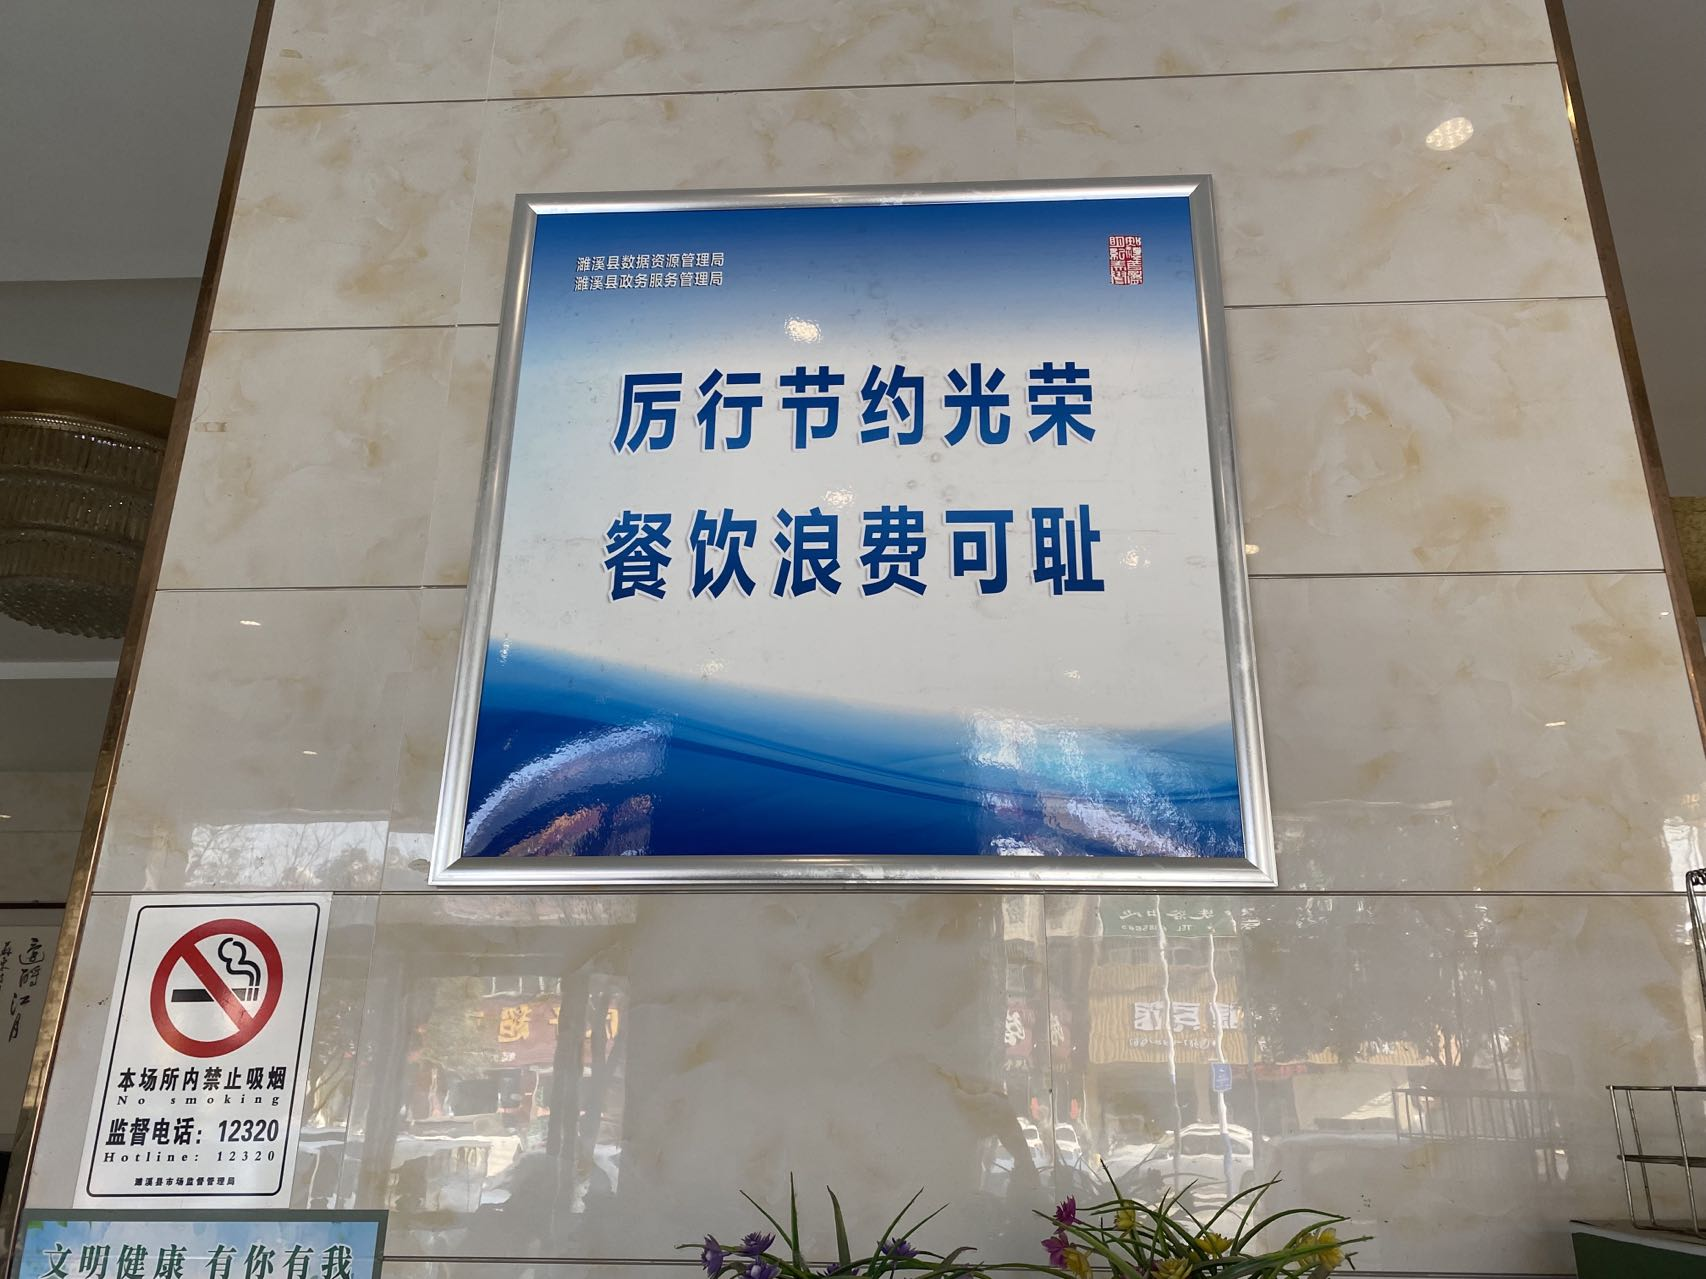 濉溪县数据资源管理局
濉溪县政务服务管理局
厉行节约光荣
餐饮浪费可耻
本场所内禁止吸烟
No smoking
监督电话：12320
Hotline: 12320
濉溪县市场监督管理局
文明健康 有你有我
江月